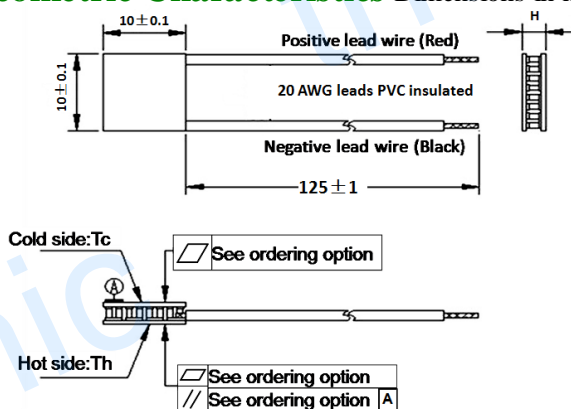 10±0.1
H
Positive lead wire (Red)
10±0.1
20 AWG leads PVC insulated
Negative lead wire (Black)
125±1
Cold side:Tc
See ordering option
A
Hot side:Th
See ordering option
// See ordering option A